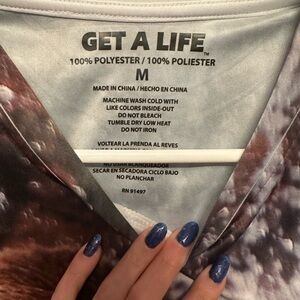 GET A LIFE™
100% POLYESTER / 100% POLIESTER
M
MADE IN CHINA / HECHO EN CHINA
MACHINE WASH COLD WITH
LIKE COLORS INSIDE-OUT
DO NOT BLEACH
TUMBLE DRY LOW HEAT
DO NOT IRON
VOLTEAR LA PRENDA AL REVES
NO USAR BLANQUEADOR
SECAR EN SECADORA CICLO BAJO
NO PLANCHAR
RN 91497